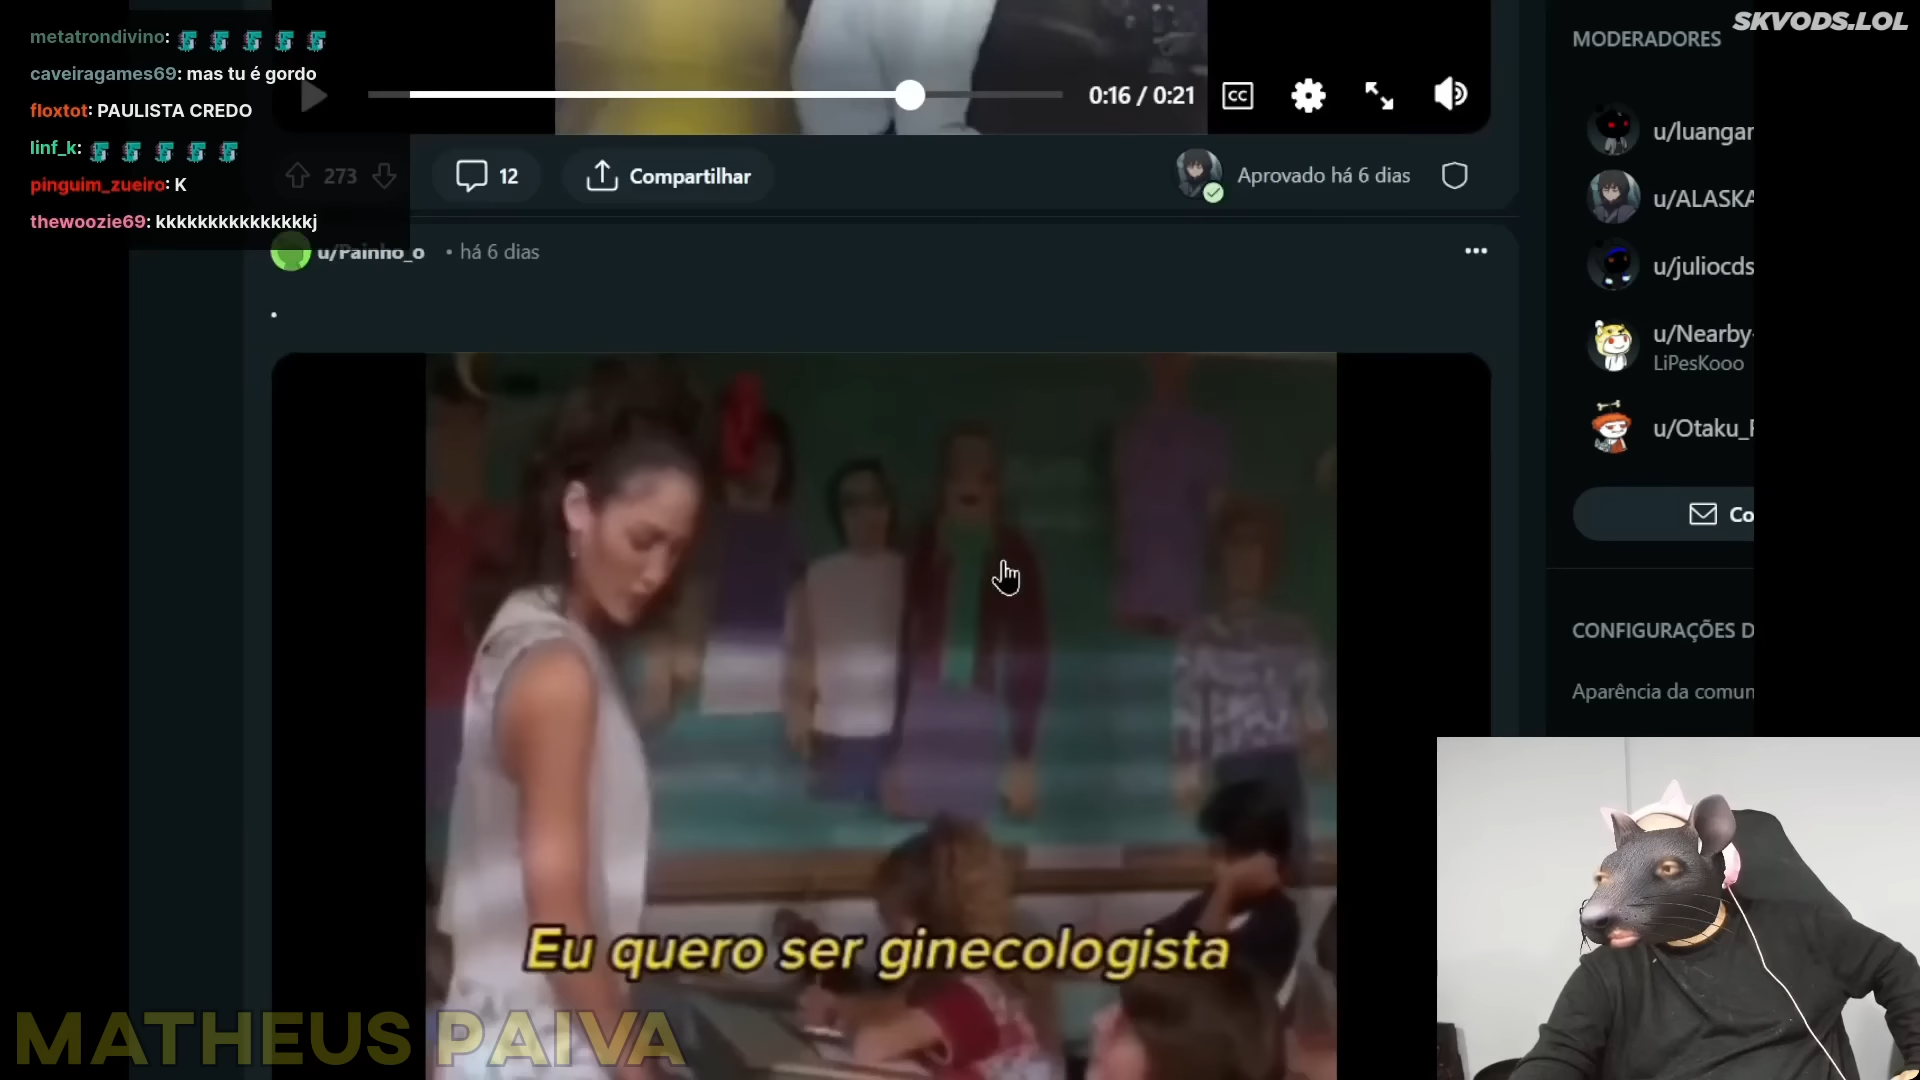 metatrondivino:
caveiragames69: mas tu é gordo
floxtot: PAULISTA CREDO
linf_k:
pinguim_zueiro: K
thewoozie69: kkkkkkkkkkkkkkkj
SKVODS.LOL
MODERADORES
0:16 / 0:21
CC
u/luangar
273
12
Compartilhar
Aprovado há 6 dias
u/ALASKA
u/Painho_o • há 6 dias
u/juliocds
.
u/Nearby-
LiPesKooo
u/Otaku_F
Co
CONFIGURAÇÕES D
Aparência da comun
Eu quero ser ginecologista
MATHEUS PAIVA